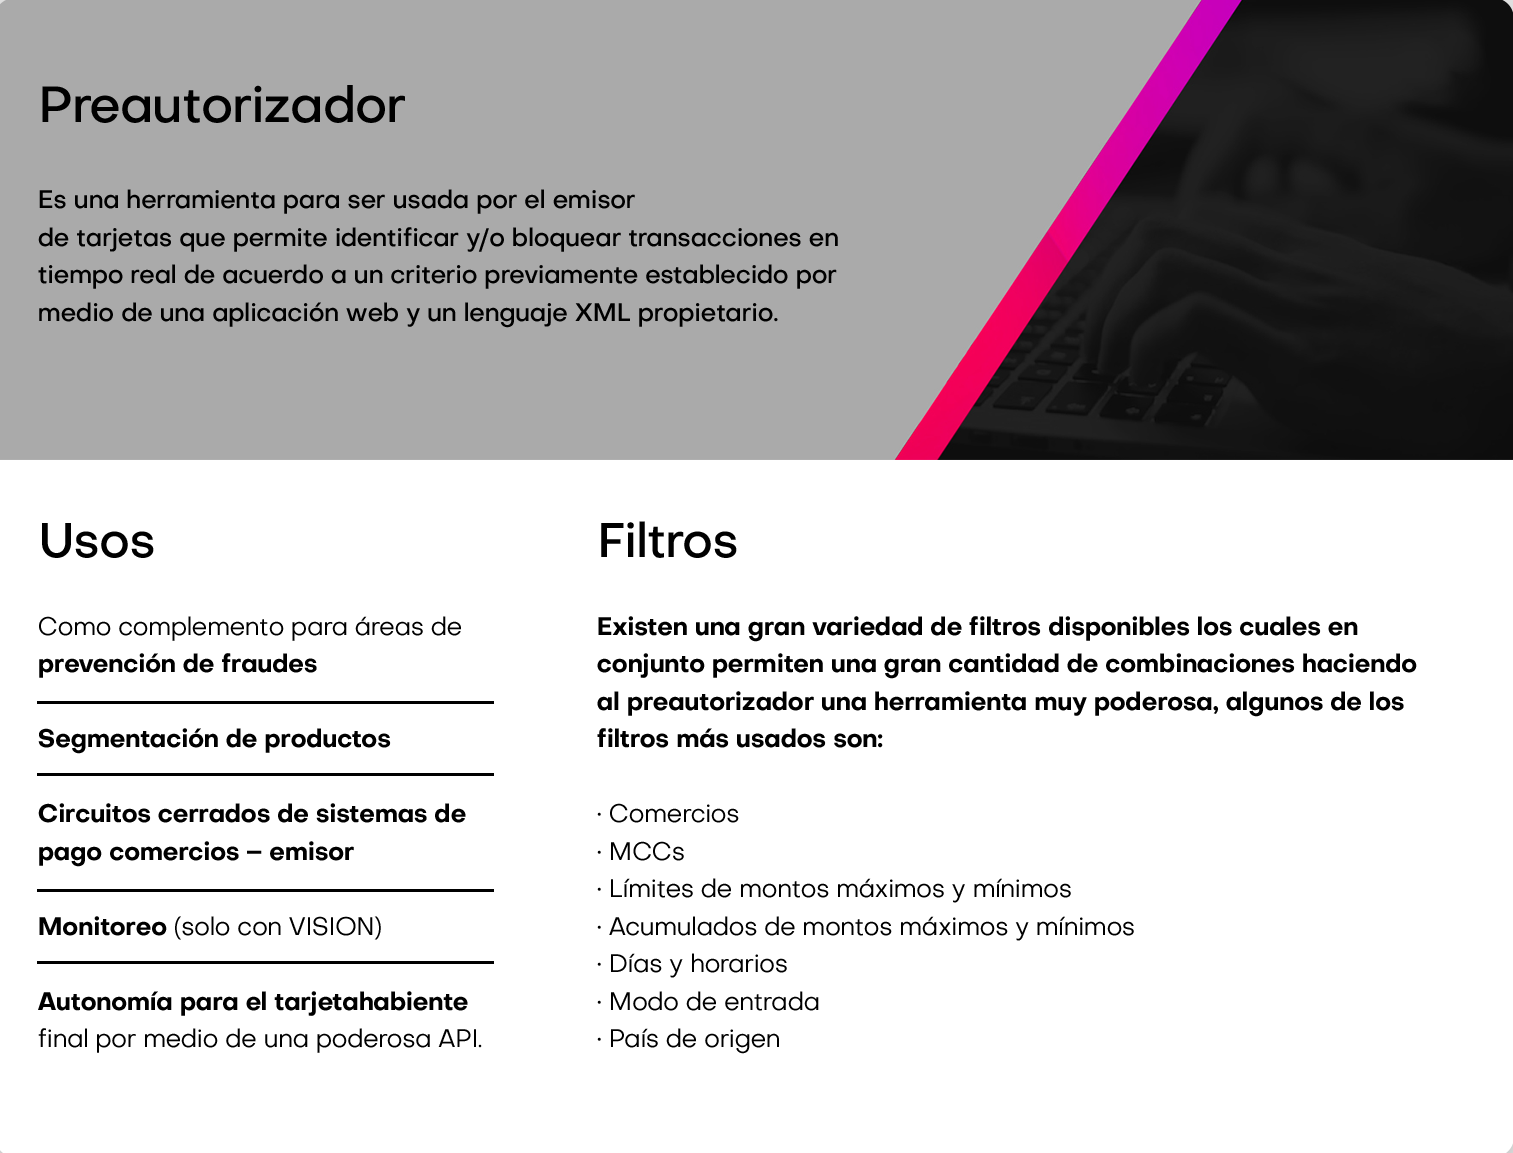 Preautorizador
Es una herramienta para ser usada por el emisor
de tarjetas que permite identificar y/o bloquear transacciones en
tiempo real de acuerdo a un criterio previamente establecido por
medio de una aplicación web y un lenguaje XML propietario.
Usos
Como complemento para áreas de
prevención de fraudes
Segmentación de productos
Circuitos cerrados de sistemas de
pago comercios – emisor
Monitoreo (solo con VISION)
Autonomía para el tarjetahabiente
final por medio de una poderosa API.
Filtros
Existen una gran variedad de filtros disponibles los cuales en
conjunto permiten una gran cantidad de combinaciones haciendo
al preautorizador una herramienta muy poderosa, algunos de los
filtros más usados son:
· Comercios
· MCCs
· Límites de montos máximos y mínimos
· Acumulados de montos máximos y mínimos
· Días y horarios
· Modo de entrada
· País de origen